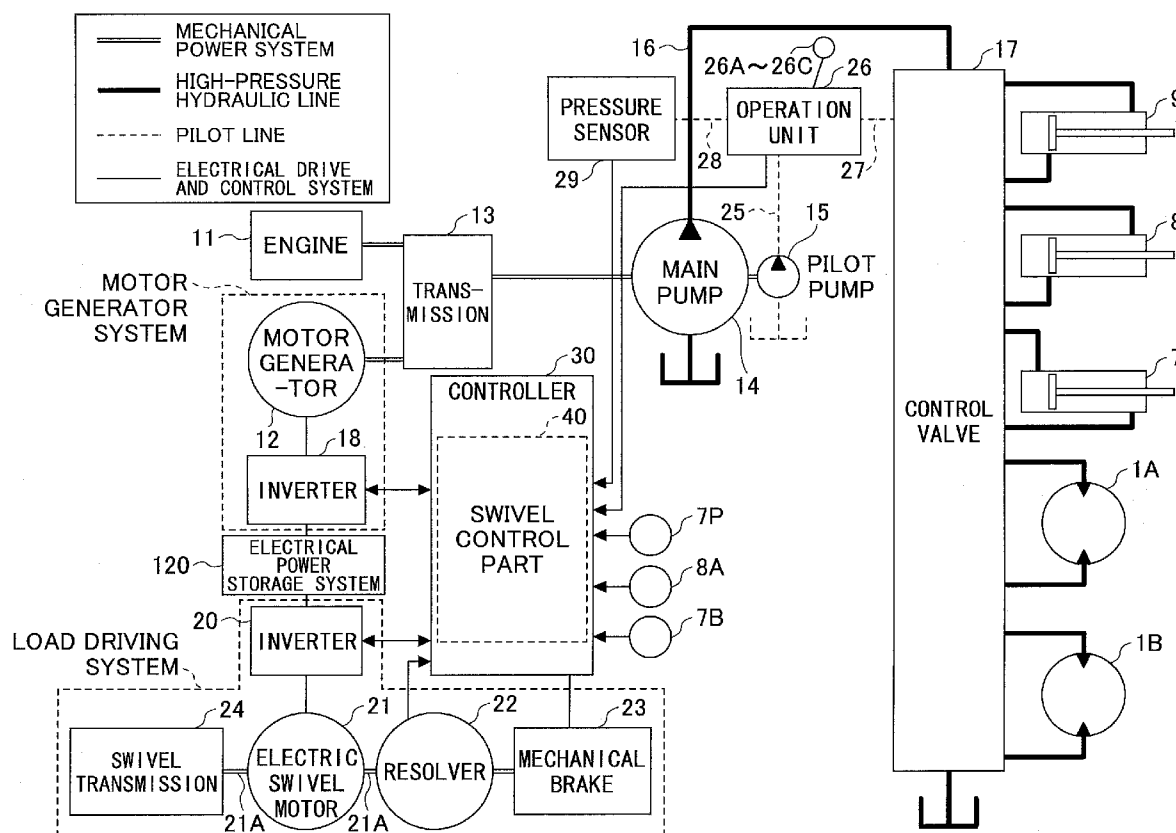 MECHANICAL
POWER SYSTEM
HIGH-PRESSURE
HYDRAULIC LINE
PILOT LINE
ELECTRICAL DRIVE
AND CONTROL SYSTEM
16
26A～26C
26
17
PRESSURE
SENSOR
OPERATION
UNIT
28
27
29
9
11
ENGINE
13
25
15
8
MOTOR
GENERATOR
SYSTEM
TRANS-
MISSION
MAIN
PUMP
PILOT
PUMP
MOTOR
GENERA
-TOR
14
7
12
18
30
CONTROLLER
40
CONTROL
VALVE
INVERTER
SWIVEL
CONTROL
PART
7P
8A
7B
1A
120
ELECTRICAL
POWER
STORAGE SYSTEM
20
INVERTER
LOAD DRIVING
SYSTEM
1B
24
21
22
23
SWIVEL
TRANSMISSION
ELECTRIC
SWIVEL
MOTOR
RESOLVER
MECHANICAL
BRAKE
21A
21A